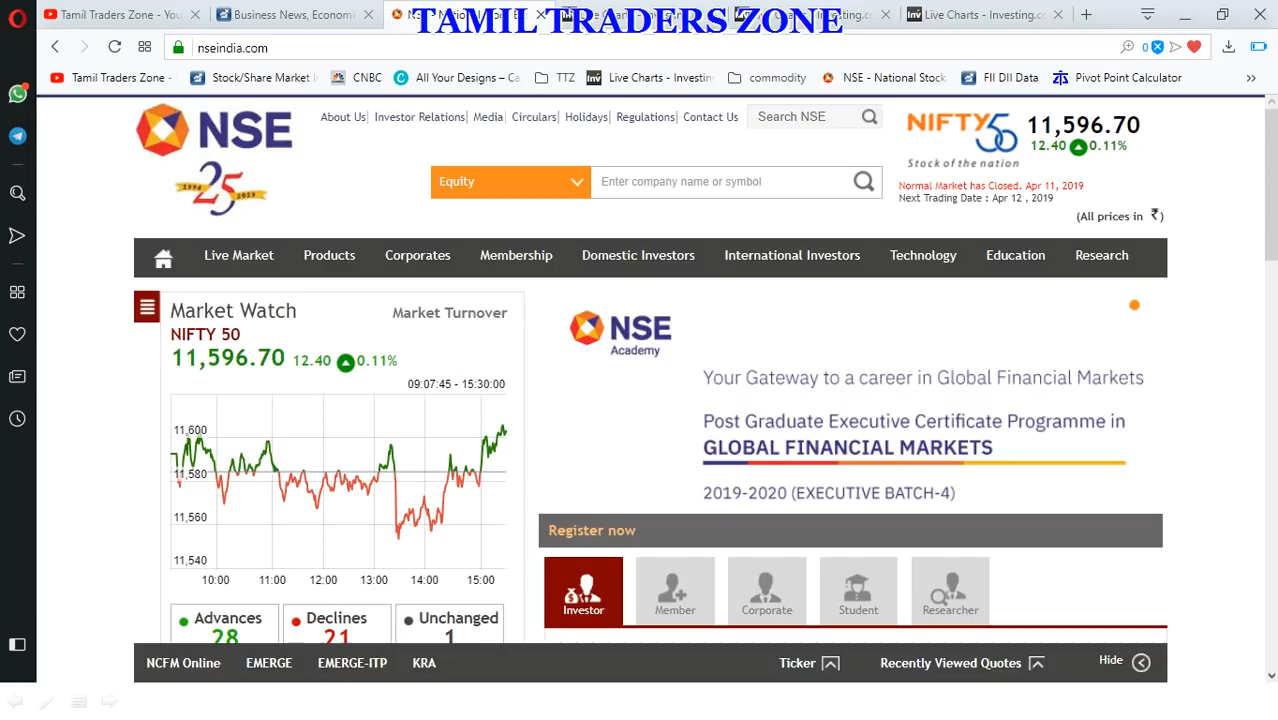 Tamil Traders Zone - You
Business News, Economi
TAMIL TRADERS ZONE
Live Charts - Investing.co
nseindia.com
0
Tamil Traders Zone -
Stock/Share Market I
CNBC
All Your Designs – Ca
TTZ
Live Charts - Investin
commodity
NSE - National Stock
FII DII Data
Pivot Point Calculator
NSE
1994 25 2019
About Us| Investor Relations| Media| Circulars| Holidays| Regulations| Contact Us
Search NSE
NIFTY50
Stock of the nation
11,596.70
12.40 0.11%
Equity
Enter company name or symbol
Normal Market has Closed. Apr 11, 2019
Next Trading Date : Apr 12 , 2019
(All prices in ₹)
Live Market Products Corporates Membership Domestic Investors International Investors Technology Education Research
Market Watch
Market Turnover
NIFTY 50
11,596.70 12.40 0.11%
09:07:45 - 15:30:00
11,600
11,580
11,560
11,540
10:00 11:00 12:00 13:00 14:00 15:00
Advances
28
Declines
21
Unchanged
1
NSE
Academy
Your Gateway to a career in Global Financial Markets
Post Graduate Executive Certificate Programme in
GLOBAL FINANCIAL MARKETS
2019-2020 (EXECUTIVE BATCH-4)
Register now
Investor
Member
Corporate
Student
Researcher
NCFM Online EMERGE EMERGE-ITP KRA
Ticker
Recently Viewed Quotes
Hide